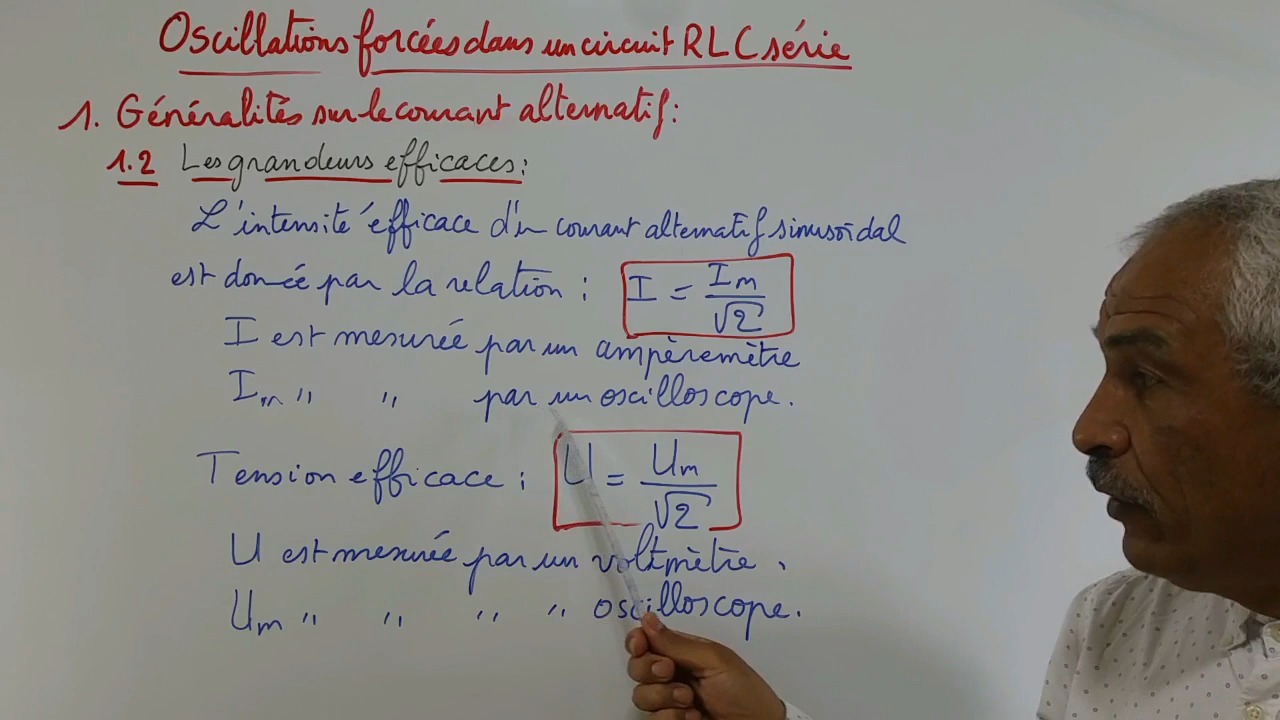 Oscillations forcées dans un circuit RLC série
1. Généralités sur le courant alternatif :
1.2 Les grandeurs efficaces :
L'intensité efficace d'un courant alternatif sinusoïdal
est donée par la relation : I = Im/√2
I est mesurée par un ampèremètre
Im " " par un oscilloscope.
Tension efficace : U = Um/√2
U est mesurée par un voltmètre.
Um " " " " oscilloscope.